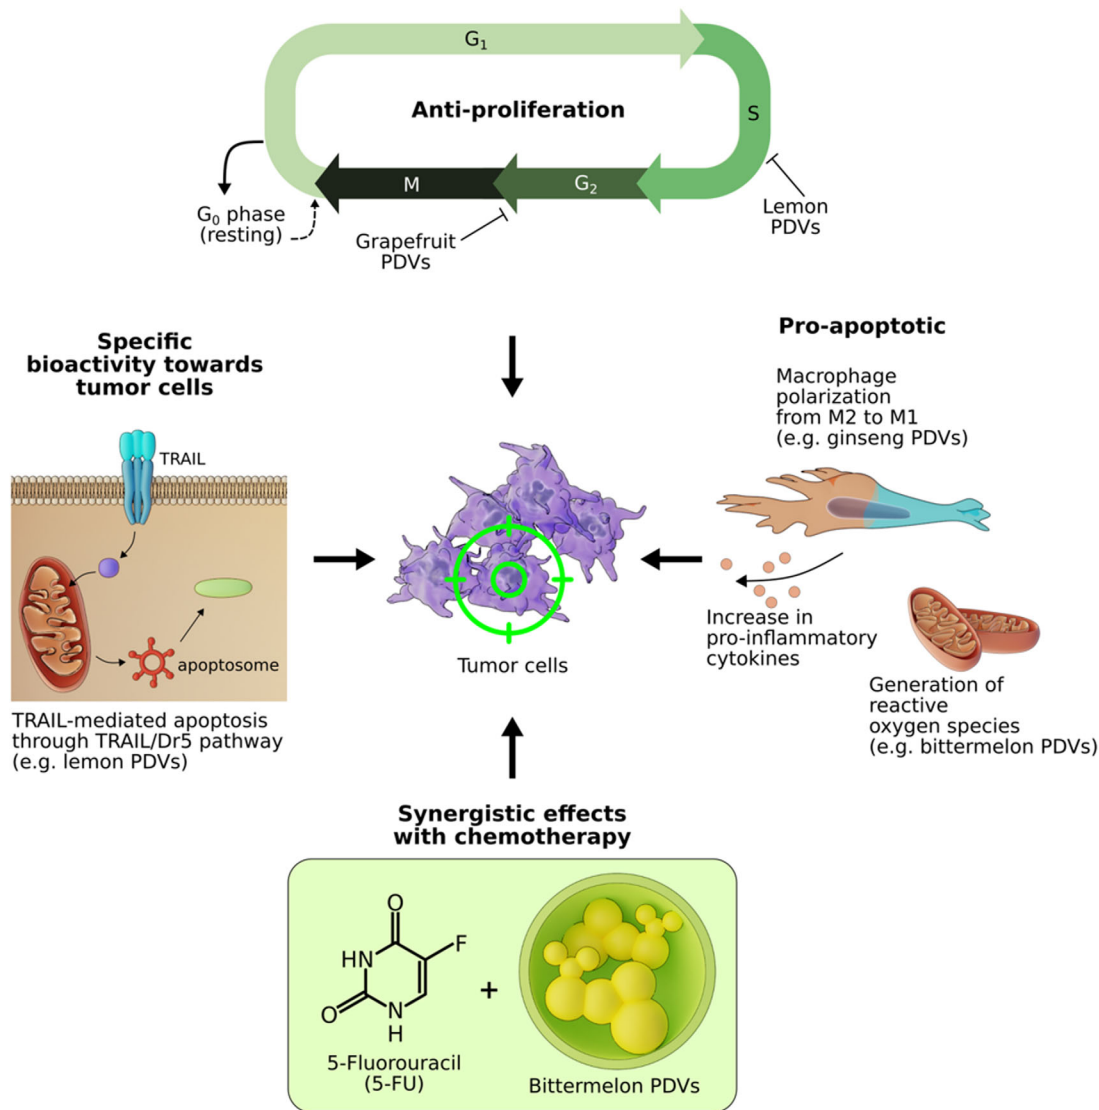 G₁
Anti-proliferation
S
M
G₂
G₀ phase
(resting)
Grapefruit
PDVs
Lemon
PDVs
Specific
bioactivity towards
tumor cells
TRAIL
apoptosome
TRAIL-mediated apoptosis
through TRAIL/Dr5 pathway
(e.g. lemon PDVs)
Tumor cells
Pro-apoptotic
Macrophage
polarization
from M2 to M1
(e.g. ginseng PDVs)
Increase in
pro-inflammatory
cytokines
Generation of
reactive
oxygen species
(e.g. bittermelon PDVs)
Synergistic effects
with chemotherapy
O
F
HN
O
N
H
+
5-Fluorouracil
(5-FU)
Bittermelon PDVs